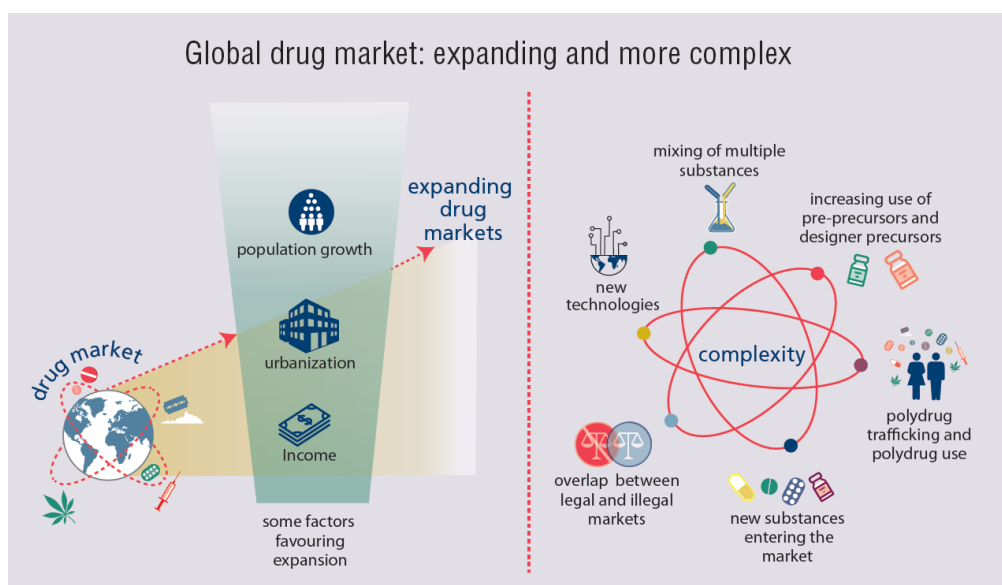 Global drug market: expanding and more complex
drug market
population growth
urbanization
Income
some factors
favouring
expansion
expanding
drug
markets
mixing of multiple
substances
increasing use of
pre-precursors and
designer precursors
new
technologies
complexity
polydrug
trafficking and
polydrug use
overlap between
legal and illegal
markets
new substances
entering the
market